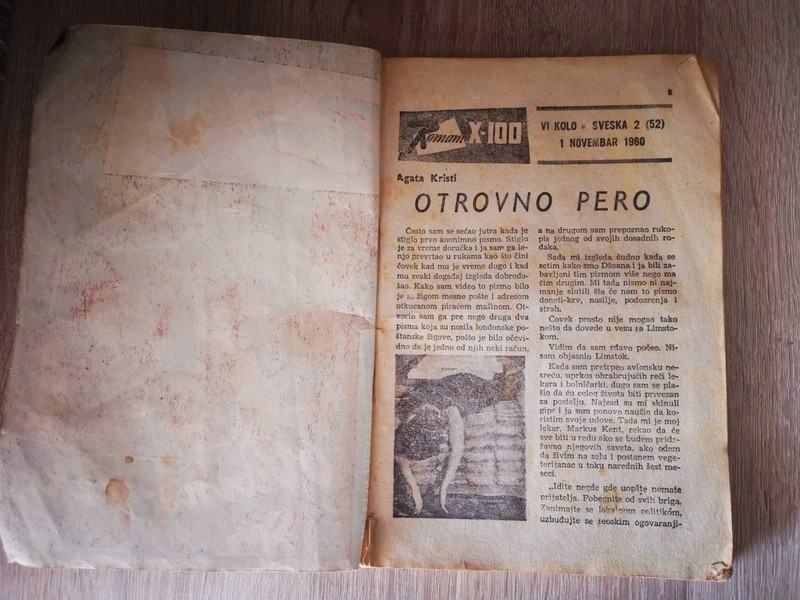 Roman X-100
VI KOLO • SVESKA 2 (52)
1 NOVEMBAR 1960
Agata Kristi
OTROVNO PERO
Često sam se sećao jutra kada je
stiglo prvo anonimno pismo. Stiglo
je za vreme doručka i ja sam ga le-
njo prevrtao u rukama kao što čini
čovek kad mu je vreme dugo i kad
mu svaki događaj izgleda dobrodo-
šao. Kako sam video to pismo bilo
je sa žigom mesne pošte i adresom
otkucanom pisaćom mašinom. Ot-
vorio sam ga pre nego druga dva
pisma koja su nosila londonske po-
štanske žigove, pošto je bilo očevi-
dno da je jedno od njih neki račun,
a na drugom sam prepoznao ruko-
pis jednog od svojih dosadnih ro-
đaka.
Sada mi izgleda čudno kada se
setim kako smo Džoana i ja bili za-
bavljeni tim pismom više nego ma
čim drugim. Mi tada nismo ni naj-
manje slutili šta će nam to pismo
doneti-krv, nasilje, podozrenja i
strah.
Čovek prosto nije mogao tako
nešto da dovede u vezu sa Limsto-
kom.
Vidim da sam rđavo počeo. Ni-
sam objasnio Limstok.
Kada sam pretrpeo avionsku ne-
sreću, uprkos ohrabrujućih reči le-
kara i bolničarki, dugo sam se pla-
šio da ću celog života biti privezan
za postelju. Najzad su mi skinuli
gips i ja sam ponovo naučio da ko-
ristim svoje udove. Tada mi je moj
lekar, Markus Kent, rekao da će
sve biti u redu ako se budem pridr-
žavao njegovih saveta, ako odem
da živim na selu i postanem vege-
terijanac u toku narednih šest me-
seci.
„Idite negde gde uopšte nemate
prijatelja. Pobegnite od svih briga.
Zanimajte se lokalnom politikom,
uzbuđujte se seoskim ogovaranji-